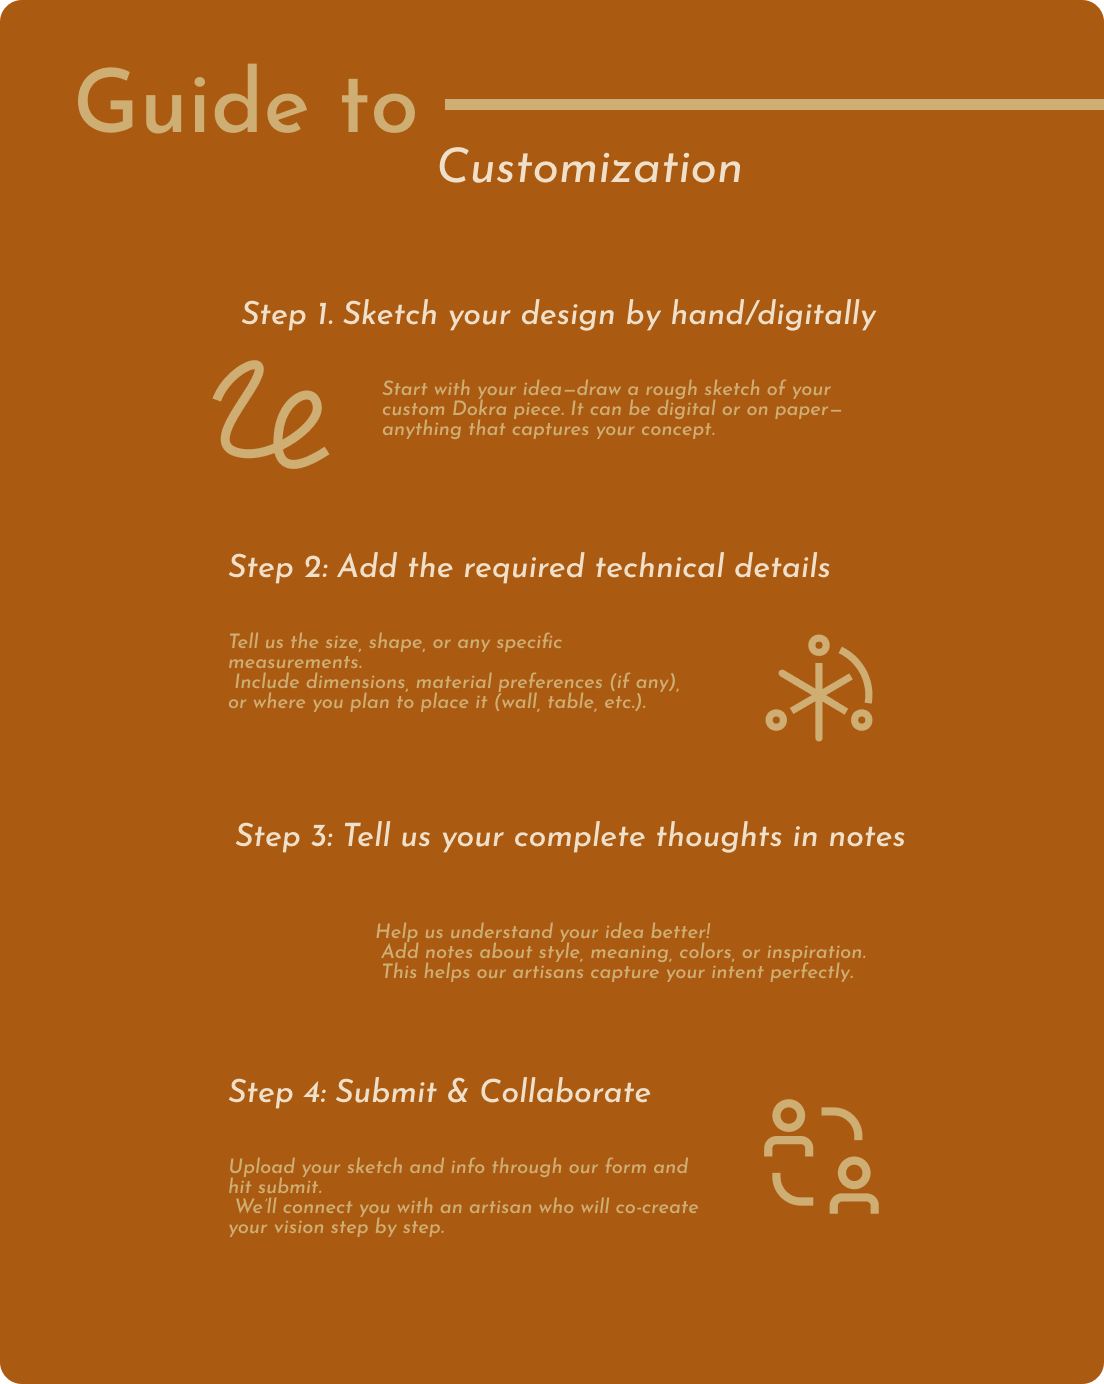 Guide to
Customization
Step 1. Sketch your design by hand/digitally
Start with your idea—draw a rough sketch of your
custom Dokra piece. It can be digital or on paper—
anything that captures your concept.
Step 2: Add the required technical details
Tell us the size, shape, or any specific
measurements.
Include dimensions, material preferences (if any),
or where you plan to place it (wall, table, etc.).
Step 3: Tell us your complete thoughts in notes
Help us understand your idea better!
Add notes about style, meaning, colors, or inspiration.
This helps our artisans capture your intent perfectly.
Step 4: Submit & Collaborate
Upload your sketch and info through our form and
hit submit.
We'll connect you with an artisan who will co-create
your vision step by step.